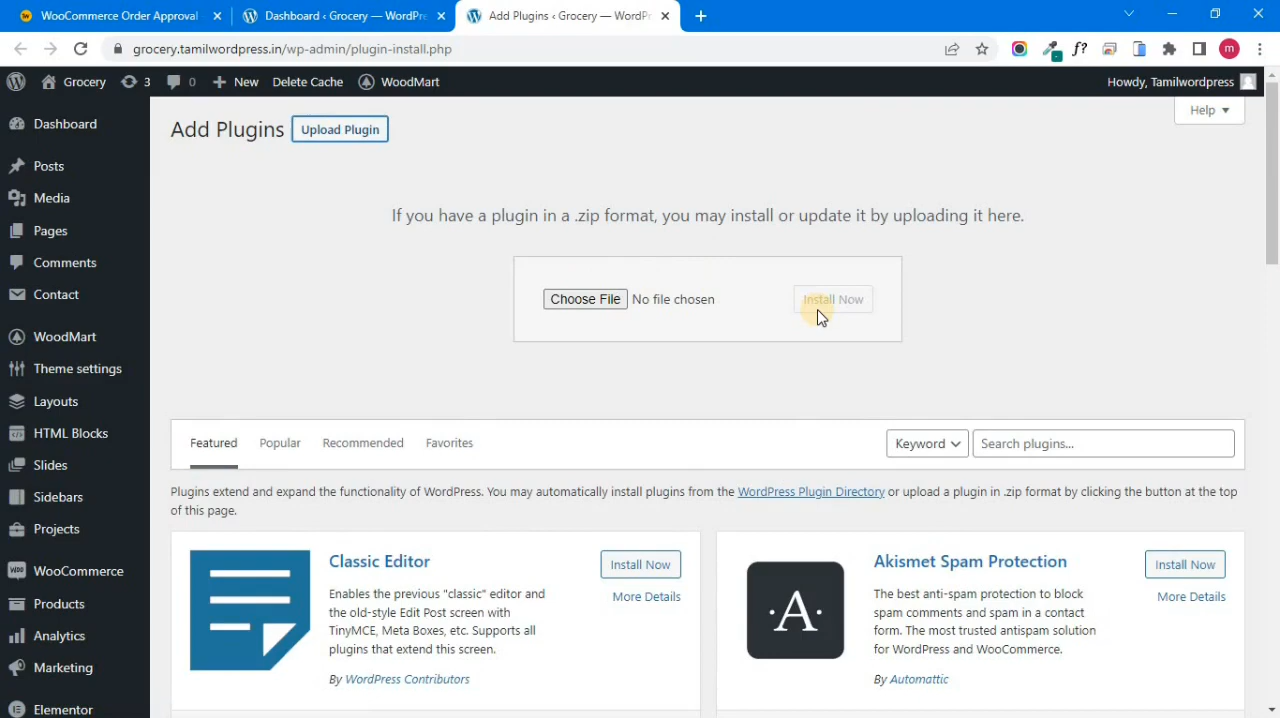 WooCommerce Order Approval
Dashboard ‹ Grocery — WordPre
Add Plugins ‹ Grocery — WordPr
grocery.tamilwordpress.in/wp-admin/plugin-install.php
f?
m
Grocery
3
0
New
Delete Cache
WoodMart
Howdy, Tamilwordpress
Dashboard
Posts
Media
Pages
Comments
Contact
WoodMart
Theme settings
Layouts
HTML Blocks
Slides
Sidebars
Projects
WooCommerce
Products
Analytics
Marketing
Elementor
Help
Add Plugins
Upload Plugin
If you have a plugin in a .zip format, you may install or update it by uploading it here.
Choose File No file chosen
Install Now
Featured
Popular
Recommended
Favorites
Keyword
Search plugins...
Plugins extend and expand the functionality of WordPress. You may automatically install plugins from the WordPress Plugin Directory or upload a plugin in .zip format by clicking the button at the top
of this page.
Classic Editor
Install Now
More Details
Enables the previous "classic" editor and
the old-style Edit Post screen with
TinyMCE, Meta Boxes, etc. Supports all
plugins that extend this screen.
By WordPress Contributors
·A·
Akismet Spam Protection
Install Now
More Details
The best anti-spam protection to block
spam comments and spam in a contact
form. The most trusted antispam solution
for WordPress and WooCommerce.
By Automattic